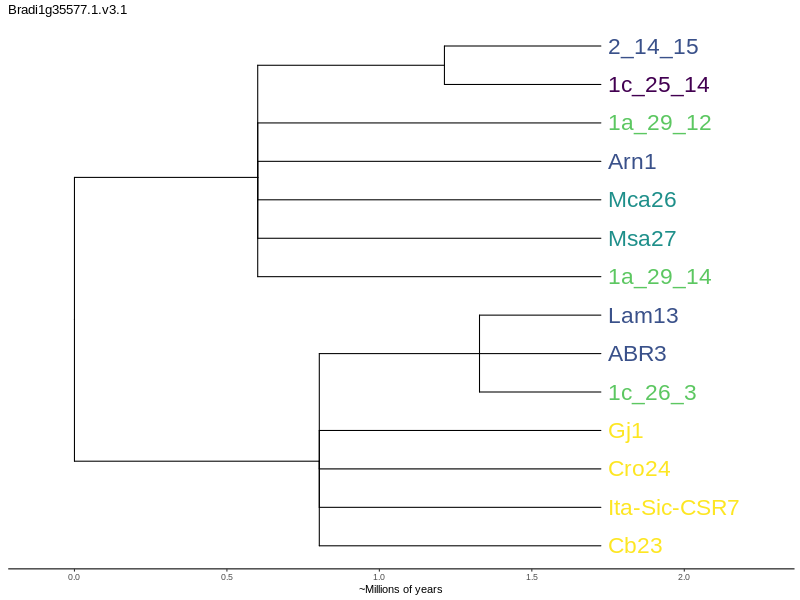 Bradi1g35577.1.v3.1
2_14_15
1c_25_14
1a_29_12
Arn1
Mca26
Msa27
1a_29_14
Lam13
ABR3
1c_26_3
Gj1
Cro24
Ita-Sic-CSR7
Cb23
0.0 0.5 1.0 1.5 2.0
~Millions of years